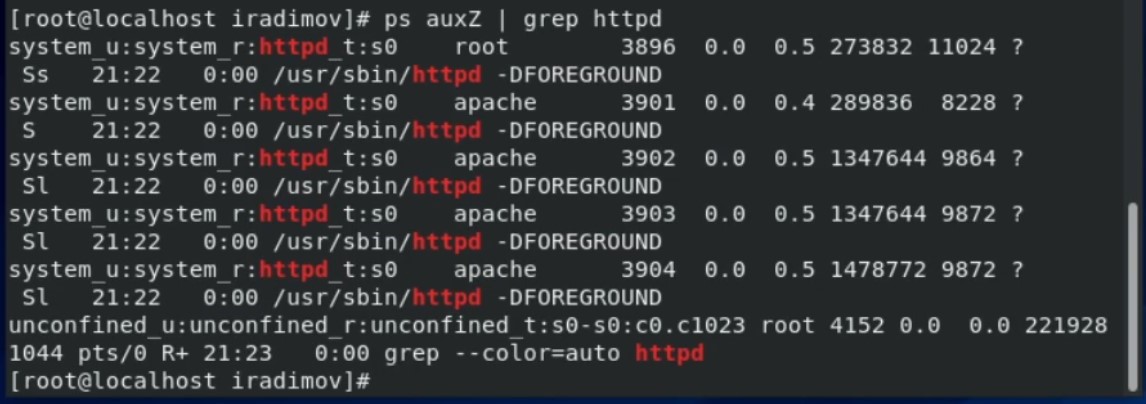 [root@localhost iradimov]# ps auxZ | grep httpd
system_u:system_r:httpd_t:s0    root        3896  0.0  0.5 273832 11024 ?
 Ss   21:22   0:00 /usr/sbin/httpd -DFOREGROUND
system_u:system_r:httpd_t:s0    apache      3901  0.0  0.4 289836  8228 ?
 S    21:22   0:00 /usr/sbin/httpd -DFOREGROUND
system_u:system_r:httpd_t:s0    apache      3902  0.0  0.5 1347644 9864 ?
 Sl   21:22   0:00 /usr/sbin/httpd -DFOREGROUND
system_u:system_r:httpd_t:s0    apache      3903  0.0  0.5 1347644 9872 ?
 Sl   21:22   0:00 /usr/sbin/httpd -DFOREGROUND
system_u:system_r:httpd_t:s0    apache      3904  0.0  0.5 1478772 9872 ?
 Sl   21:22   0:00 /usr/sbin/httpd -DFOREGROUND
unconfined_u:unconfined_r:unconfined_t:s0-s0:c0.c1023 root 4152 0.0  0.0 221928
1044 pts/0 R+ 21:23   0:00 grep --color=auto httpd
[root@localhost iradimov]#